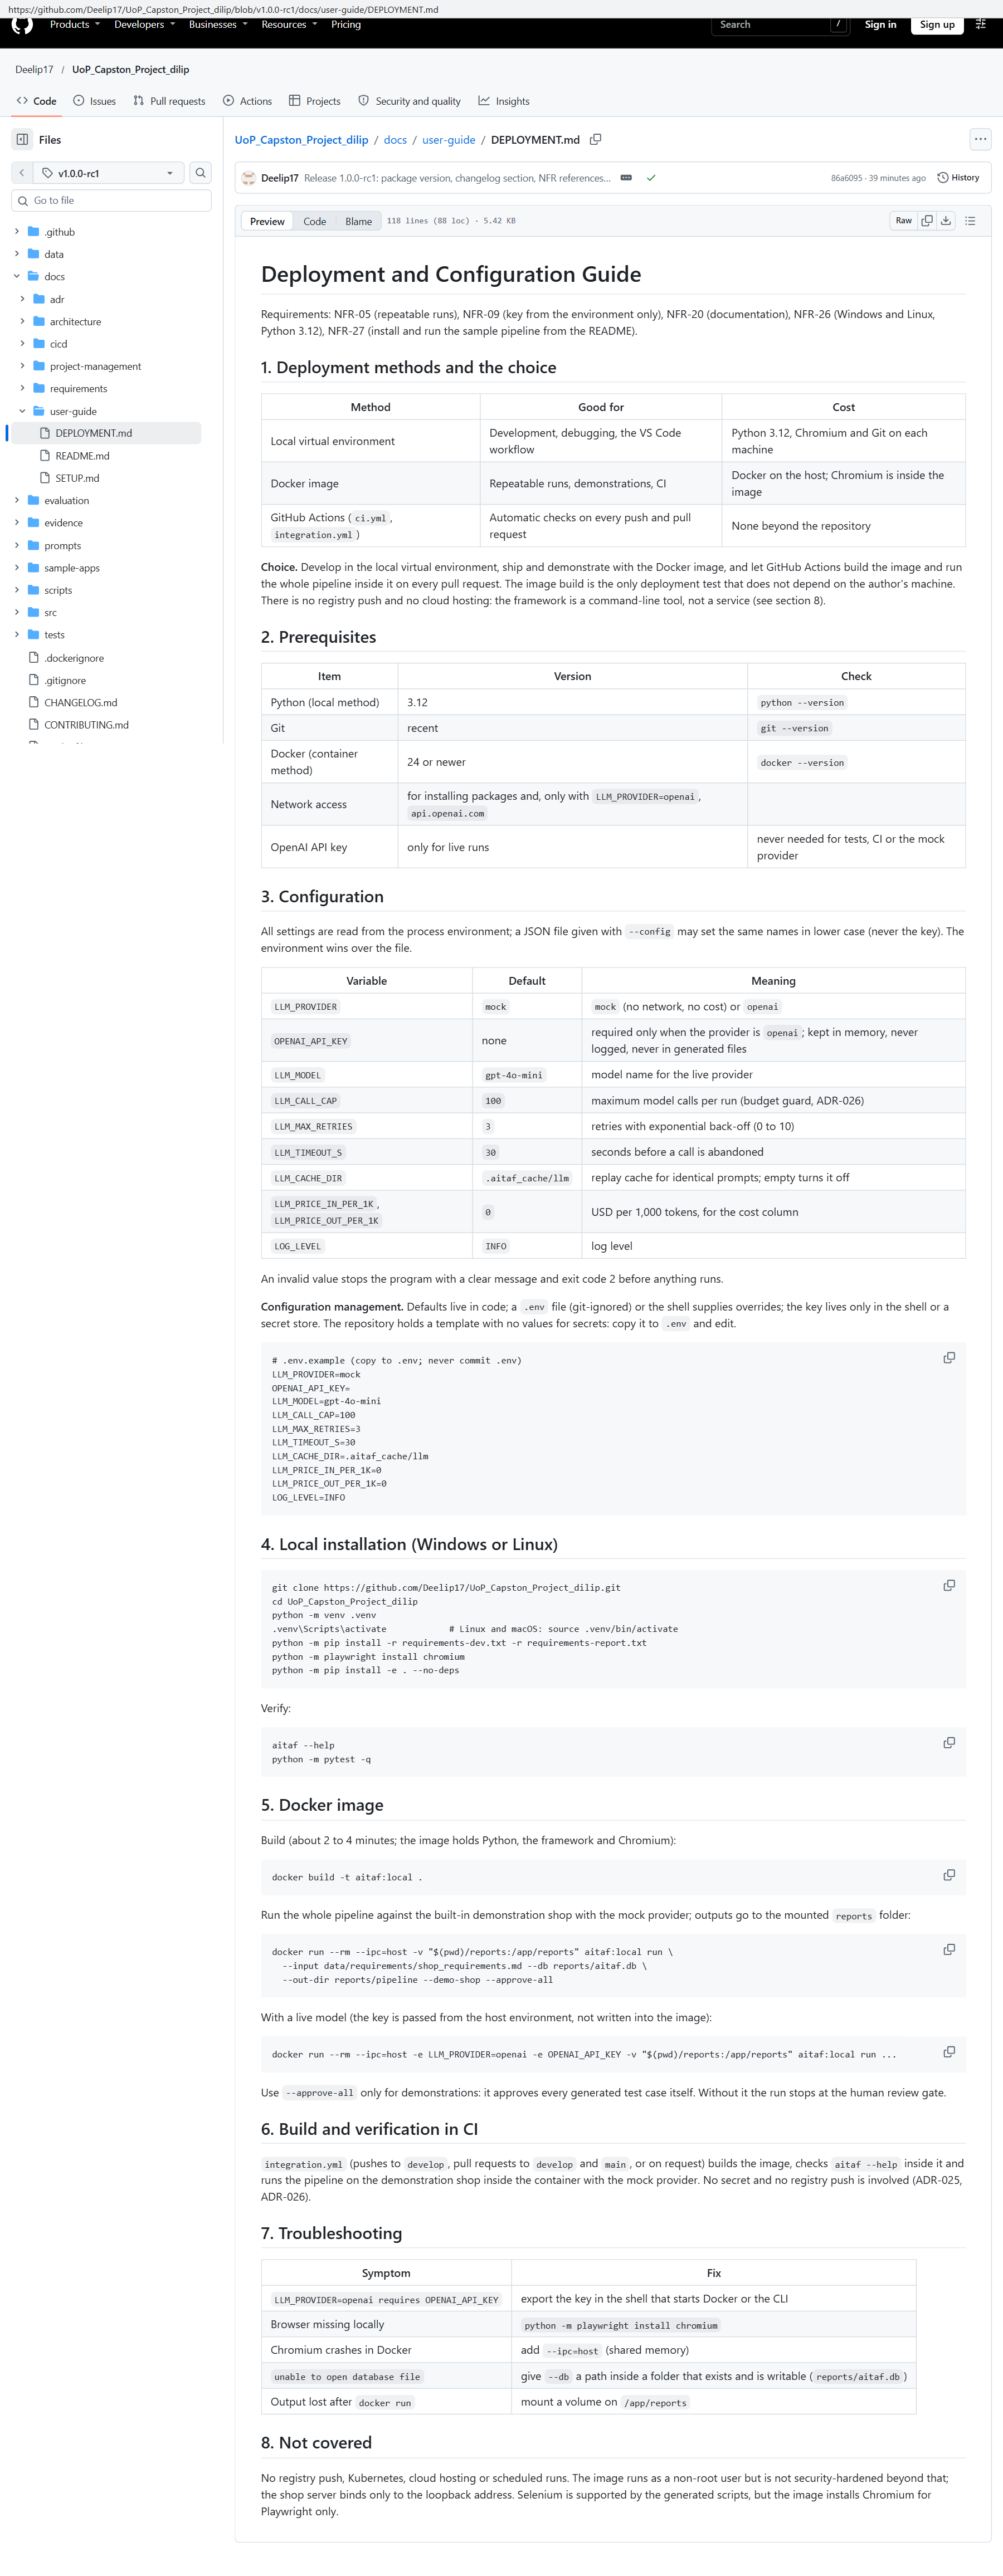 https://github.com/Deelip17/UoP_Capston_Project_dilip/blob/v1.0.0-rc1/docs/user-guide/DEPLOYMENT.md
Products Developers Businesses Resources Pricing Search / Sign in Sign up
Deelip17 / UoP_Capston_Project_dilip
Code Issues Pull requests Actions Projects Security and quality Insights
Files
v1.0.0-rc1
Go to file
.github
data
docs
adr
architecture
cicd
project-management
requirements
user-guide
DEPLOYMENT.md
README.md
SETUP.md
evaluation
evidence
prompts
sample-apps
scripts
src
tests
.dockerignore
.gitignore
CHANGELOG.md
CONTRIBUTING.md
UoP_Capston_Project_dilip / docs / user-guide / DEPLOYMENT.md
Deelip17 Release 1.0.0-rc1: package version, changelog section, NFR references... 86a6095 · 39 minutes ago History
Preview Code Blame 118 lines (88 loc) · 5.42 KB Raw
Deployment and Configuration Guide
Requirements: NFR-05 (repeatable runs), NFR-09 (key from the environment only), NFR-20 (documentation), NFR-26 (Windows and Linux,
Python 3.12), NFR-27 (install and run the sample pipeline from the README).
1. Deployment methods and the choice
Method Good for Cost
Local virtual environment Development, debugging, the VS Code workflow Python 3.12, Chromium and Git on each machine
Docker image Repeatable runs, demonstrations, CI Docker on the host; Chromium is inside the image
GitHub Actions (ci.yml, integration.yml) Automatic checks on every push and pull request None beyond the repository
Choice. Develop in the local virtual environment, ship and demonstrate with the Docker image, and let GitHub Actions build the image and run
the whole pipeline inside it on every pull request. The image build is the only deployment test that does not depend on the author's machine.
There is no registry push and no cloud hosting: the framework is a command-line tool, not a service (see section 8).
2. Prerequisites
Item Version Check
Python (local method) 3.12 python --version
Git recent git --version
Docker (container method) 24 or newer docker --version
Network access for installing packages and, only with LLM_PROVIDER=openai, api.openai.com
OpenAI API key only for live runs never needed for tests, CI or the mock provider
3. Configuration
All settings are read from the process environment; a JSON file given with --config may set the same names in lower case (never the key). The
environment wins over the file.
Variable Default Meaning
LLM_PROVIDER mock mock (no network, no cost) or openai
OPENAI_API_KEY none required only when the provider is openai; kept in memory, never logged, never in generated files
LLM_MODEL gpt-4o-mini model name for the live provider
LLM_CALL_CAP 100 maximum model calls per run (budget guard, ADR-026)
LLM_MAX_RETRIES 3 retries with exponential back-off (0 to 10)
LLM_TIMEOUT_S 30 seconds before a call is abandoned
LLM_CACHE_DIR .aitaf_cache/llm replay cache for identical prompts; empty turns it off
LLM_PRICE_IN_PER_1K, LLM_PRICE_OUT_PER_1K 0 USD per 1,000 tokens, for the cost column
LOG_LEVEL INFO log level
An invalid value stops the program with a clear message and exit code 2 before anything runs.
Configuration management. Defaults live in code; a .env file (git-ignored) or the shell supplies overrides; the key lives only in the shell or a
secret store. The repository holds a template with no values for secrets: copy it to .env and edit.
# .env.example (copy to .env; never commit .env)
LLM_PROVIDER=mock
OPENAI_API_KEY=
LLM_MODEL=gpt-4o-mini
LLM_CALL_CAP=100
LLM_MAX_RETRIES=3
LLM_TIMEOUT_S=30
LLM_CACHE_DIR=.aitaf_cache/llm
LLM_PRICE_IN_PER_1K=0
LLM_PRICE_OUT_PER_1K=0
LOG_LEVEL=INFO
4. Local installation (Windows or Linux)
git clone https://github.com/Deelip17/UoP_Capston_Project_dilip.git
cd UoP_Capston_Project_dilip
python -m venv .venv
.venv\Scripts\activate # Linux and macOS: source .venv/bin/activate
python -m pip install -r requirements-dev.txt -r requirements-report.txt
python -m playwright install chromium
python -m pip install -e . --no-deps
Verify:
aitaf --help
python -m pytest -q
5. Docker image
Build (about 2 to 4 minutes; the image holds Python, the framework and Chromium):
docker build -t aitaf:local .
Run the whole pipeline against the built-in demonstration shop with the mock provider; outputs go to the mounted reports folder:
docker run --rm --ipc=host -v "$(pwd)/reports:/app/reports" aitaf:local run \
--input data/requirements/shop_requirements.md --db reports/aitaf.db \
--out-dir reports/pipeline --demo-shop --approve-all
With a live model (the key is passed from the host environment, not written into the image):
docker run --rm --ipc=host -e LLM_PROVIDER=openai -e OPENAI_API_KEY -v "$(pwd)/reports:/app/reports" aitaf:local run ...
Use --approve-all only for demonstrations: it approves every generated test case itself. Without it the run stops at the human review gate.
6. Build and verification in CI
integration.yml (pushes to develop, pull requests to develop and main, or on request) builds the image, checks aitaf --help inside it and
runs the pipeline on the demonstration shop inside the container with the mock provider. No secret and no registry push is involved (ADR-025,
ADR-026).
7. Troubleshooting
Symptom Fix
LLM_PROVIDER=openai requires OPENAI_API_KEY export the key in the shell that starts Docker or the CLI
Browser missing locally python -m playwright install chromium
Chromium crashes in Docker add --ipc=host (shared memory)
unable to open database file give --db a path inside a folder that exists and is writable (reports/aitaf.db)
Output lost after docker run mount a volume on /app/reports
8. Not covered
No registry push, Kubernetes, cloud hosting or scheduled runs. The image runs as a non-root user but is not security-hardened beyond that;
the shop server binds only to the loopback address. Selenium is supported by the generated scripts, but the image installs Chromium for
Playwright only.